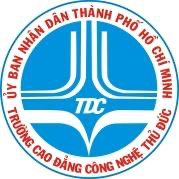 ỦY BAN NHÂN DÂN THÀNH PHỐ HỒ CHÍ MINH
TDC
TRƯỜNG CAO ĐẲNG CÔNG NGHỆ THỦ ĐỨC